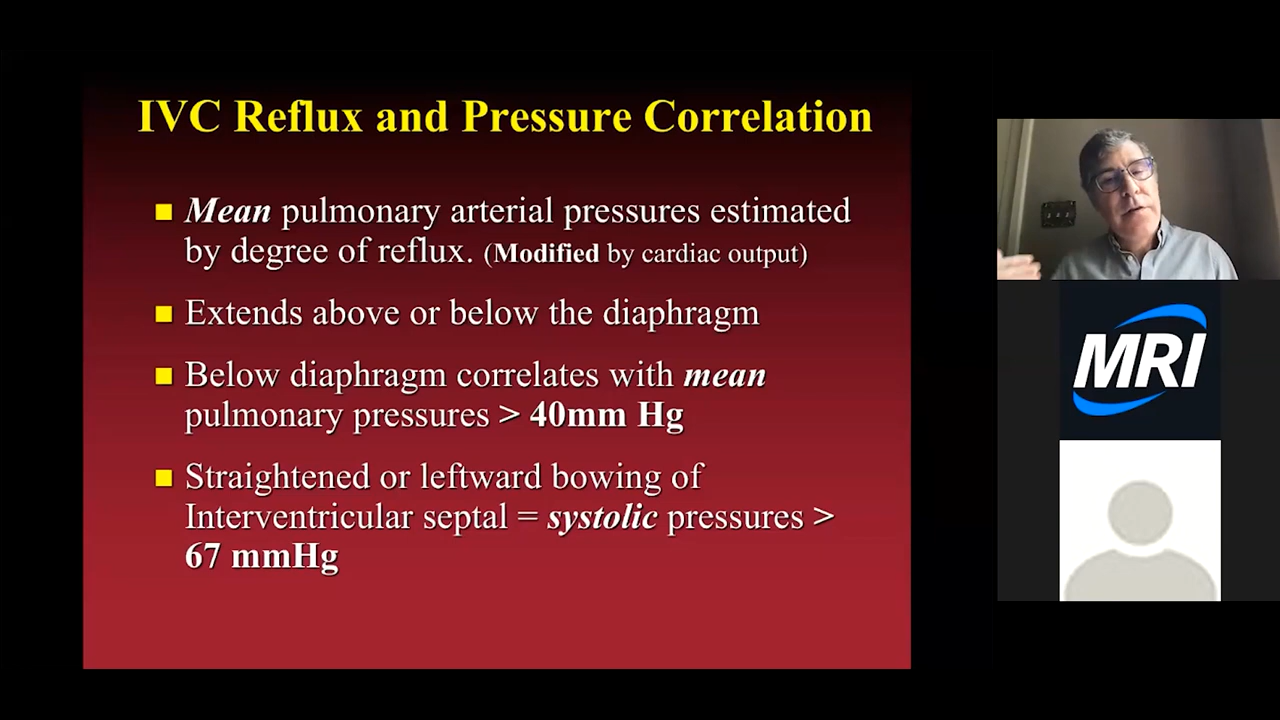 IVC Reflux and Pressure Correlation
Mean pulmonary arterial pressures estimated
by degree of reflux. (Modified by cardiac output)
Extends above or below the diaphragm
Below diaphragm correlates with mean
pulmonary pressures > 40mm Hg
Straightened or leftward bowing of
Interventricular septal = systolic pressures >
67 mmHg
MRI